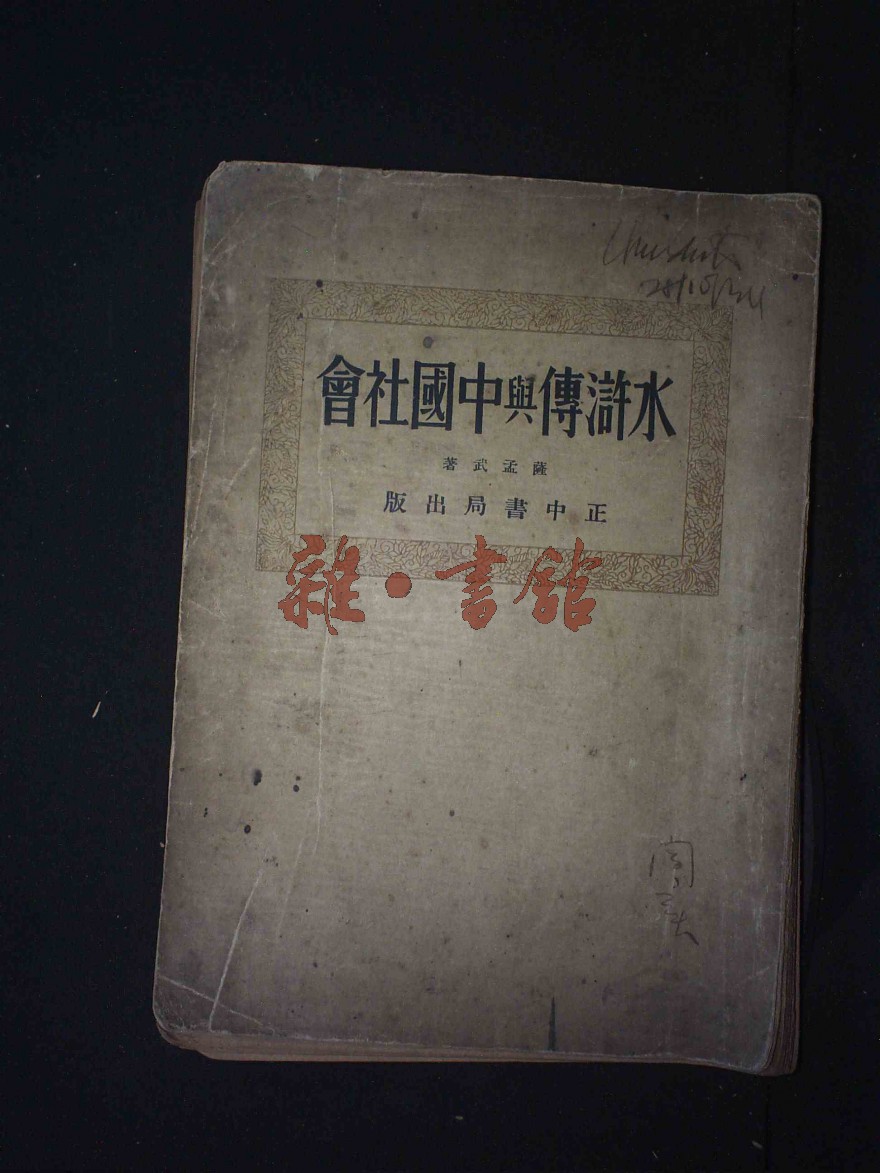 水滸傳與中國社會
薩孟武著
正中書局出版
雜·書館